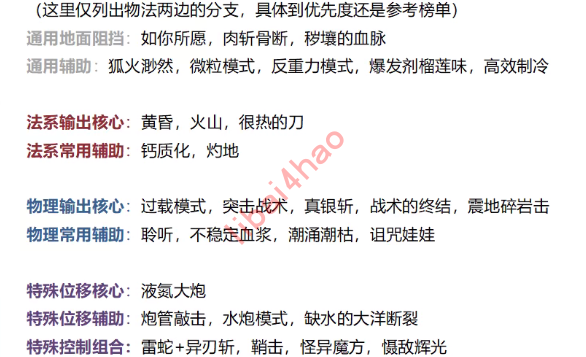 （这里仅列出物法两边的分支，具体到优先度还是参考榜单）
通用地面阻挡：如你所愿，肉斩骨断，秽壤的血脉
通用辅助：狐火渺然，微粒模式，反重力模式，爆发剂榴莲味，高效制冷
法系输出核心：黄昏，火山，很热的刀
法系常用辅助：钙质化，灼地
物理输出核心：过载模式，突击战术，真银斩，战术的终结，震地碎岩击
物理常用辅助：聆听，不稳定血浆，潮涌潮枯，诅咒娃娃
特殊位移核心：液氮大炮
特殊位移辅助：炮管敲击，水炮模式，缺水的大洋断裂
特殊控制组合：雷蛇+异刃斩，鞘击，怪异魔方，慑敌辉光
libai4hao